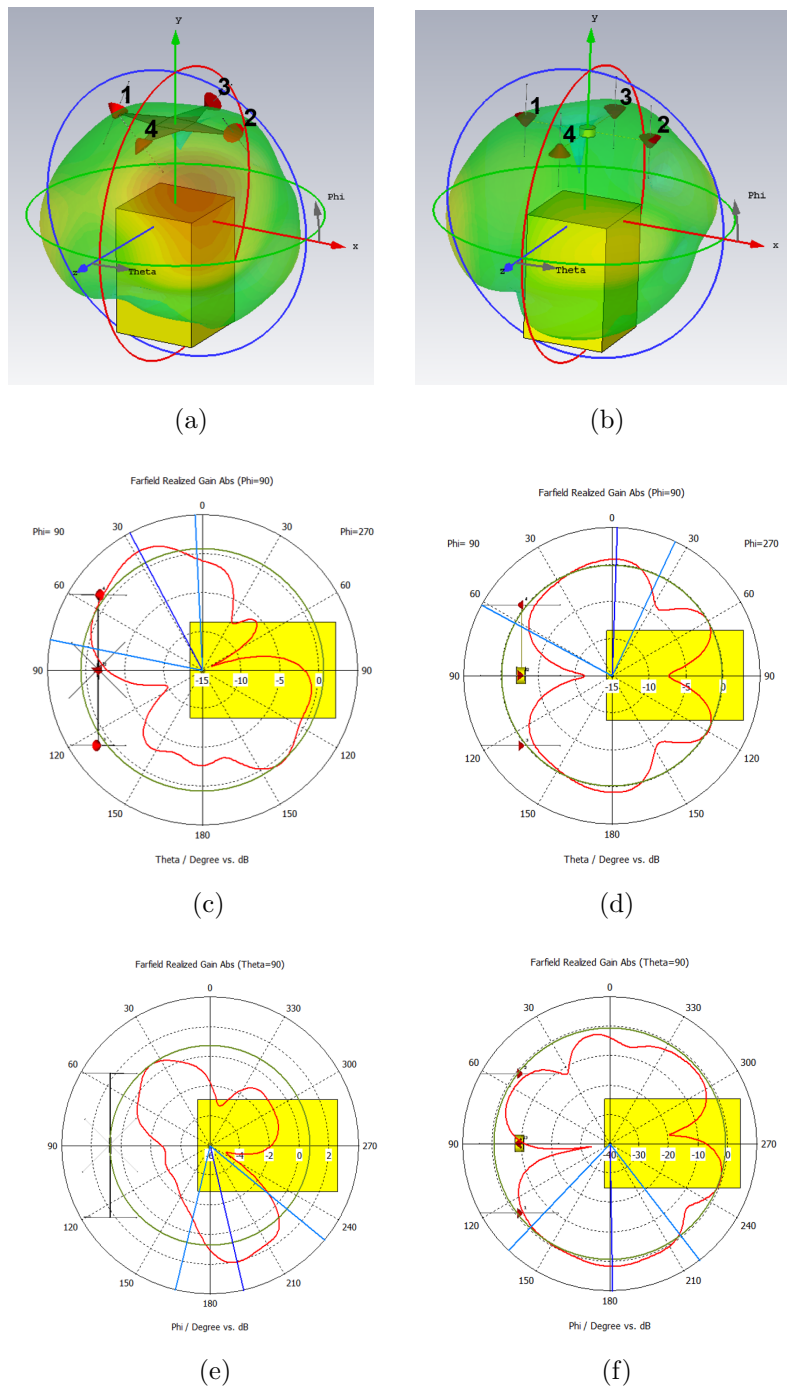 y
1
3
2
4
Phi
x
z
Theta
(a)
y
1
3
2
4
Phi
x
z
Theta
(b)
Farfield Realized Gain Abs (Phi=90)
0
30
30
Phi= 90
Phi=270
60
60
90
-15
-10
-5
0
90
120
120
150
150
180
Theta / Degree vs. dB
(c)
Farfield Realized Gain Abs (Phi=90)
0
30
30
Phi= 90
Phi=270
60
60
90
-15
-10
-5
0
90
120
120
150
150
180
Theta / Degree vs. dB
(d)
Farfield Realized Gain Abs (Theta=90)
0
30
330
60
300
90
-6
-4
-2
0
2
270
120
240
150
210
180
Phi / Degree vs. dB
(e)
Farfield Realized Gain Abs (Theta=90)
0
30
330
60
300
90
-40
-30
-20
-10
0
270
120
240
150
210
180
Phi / Degree vs. dB
(f)